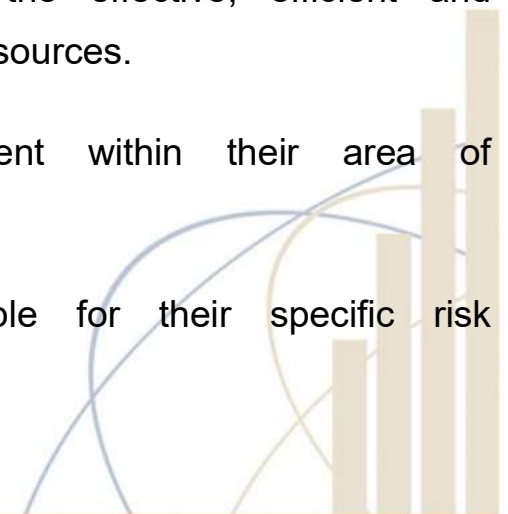 the effective, efficient and
sources.
ent within their area of
ble for their specific risk